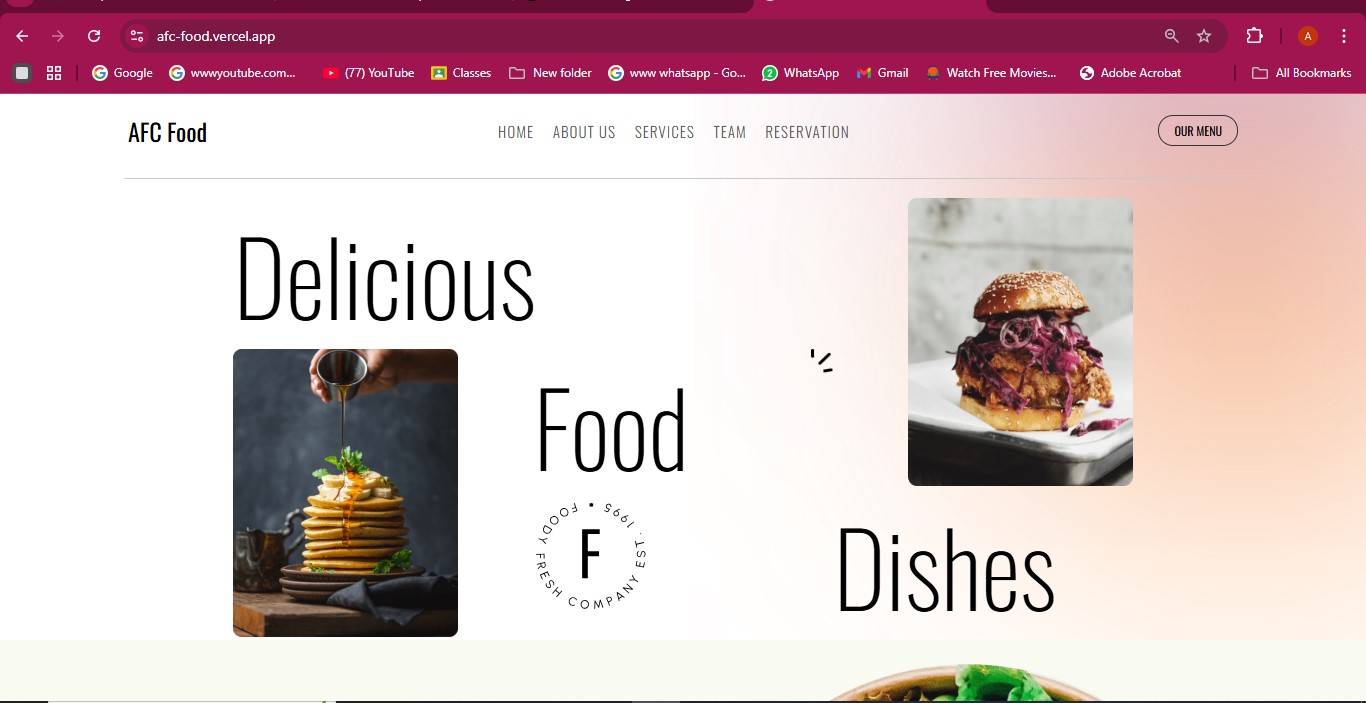 afc-food.vercel.app
A
Google
wwwyoutube.com...
(77) YouTube
Classes
New folder
www whatsapp - Go...
2
WhatsApp
Gmail
Watch Free Movies...
Adobe Acrobat
All Bookmarks
AFC Food
HOME
ABOUT US
SERVICES
TEAM
RESERVATION
OUR MENU
Delicious
Food
FOODY FRESH COMPANY EST . 1995 •
F
Dishes